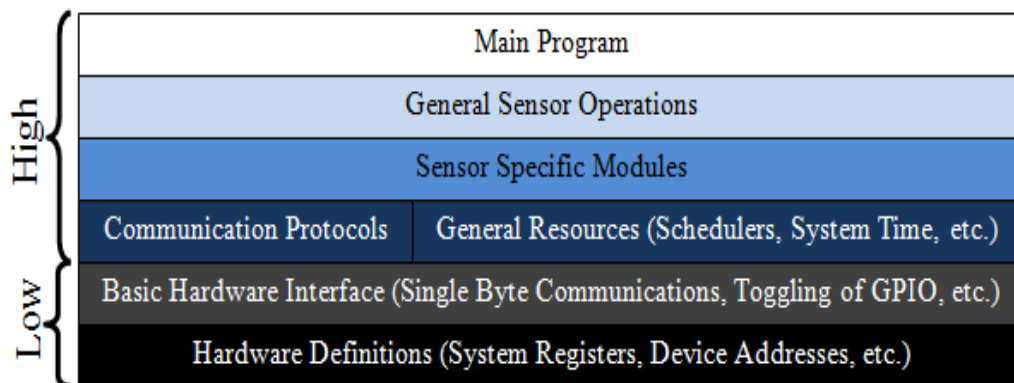 High
Main Program
General Sensor Operations
Sensor Specific Modules
Communication Protocols
General Resources (Schedulers, System Time, etc.)
Low
Basic Hardware Interface (Single Byte Communications, Toggling of GPIO, etc.)
Hardware Definitions (System Registers, Device Addresses, etc.)